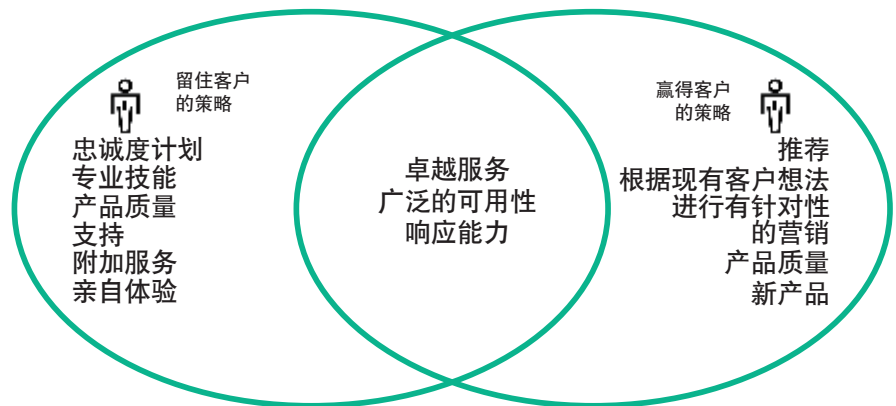 留住客户
的策略
忠诚度计划
专业技能
产品质量
支持
附加服务
亲自体验
卓越服务
广泛的可用性
响应能力
赢得客户
的策略
推荐
根据现有客户想法
进行有针对性
的营销
产品质量
新产品